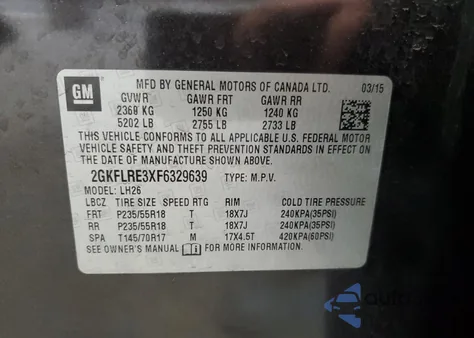 GM
MFD BY GENERAL MOTORS OF CANADA LTD. 03/15
GVWR GAWR FRT GAWR RR
2360 KG 1250 KG 1240 KG
5202 LB 2755 LB 2733 LB
THIS VEHICLE CONFORMS TO ALL APPLICABLE U.S. FEDERAL MOTOR
VEHICLE SAFETY AND THEFT PREVENTION STANDARDS IN EFFECT ON
THE DATE OF MANUFACTURE SHOWN ABOVE.
2GKFLRE3XF6329639 TYPE: M.P.V.
MODEL: LH26
LBCZ TIRE SIZE SPEED RTG RIM COLD TIRE PRESSURE
FRT P235/55R18 T 18X7J 240KPA(35PSI)
RR P235/55R18 T 18X7J 240KPA(35PSI)
SPA T145/70R17 M 17X4.5T 420KPA(60PSI)
SEE OWNER'S MANUAL FOR MORE INFORMATION